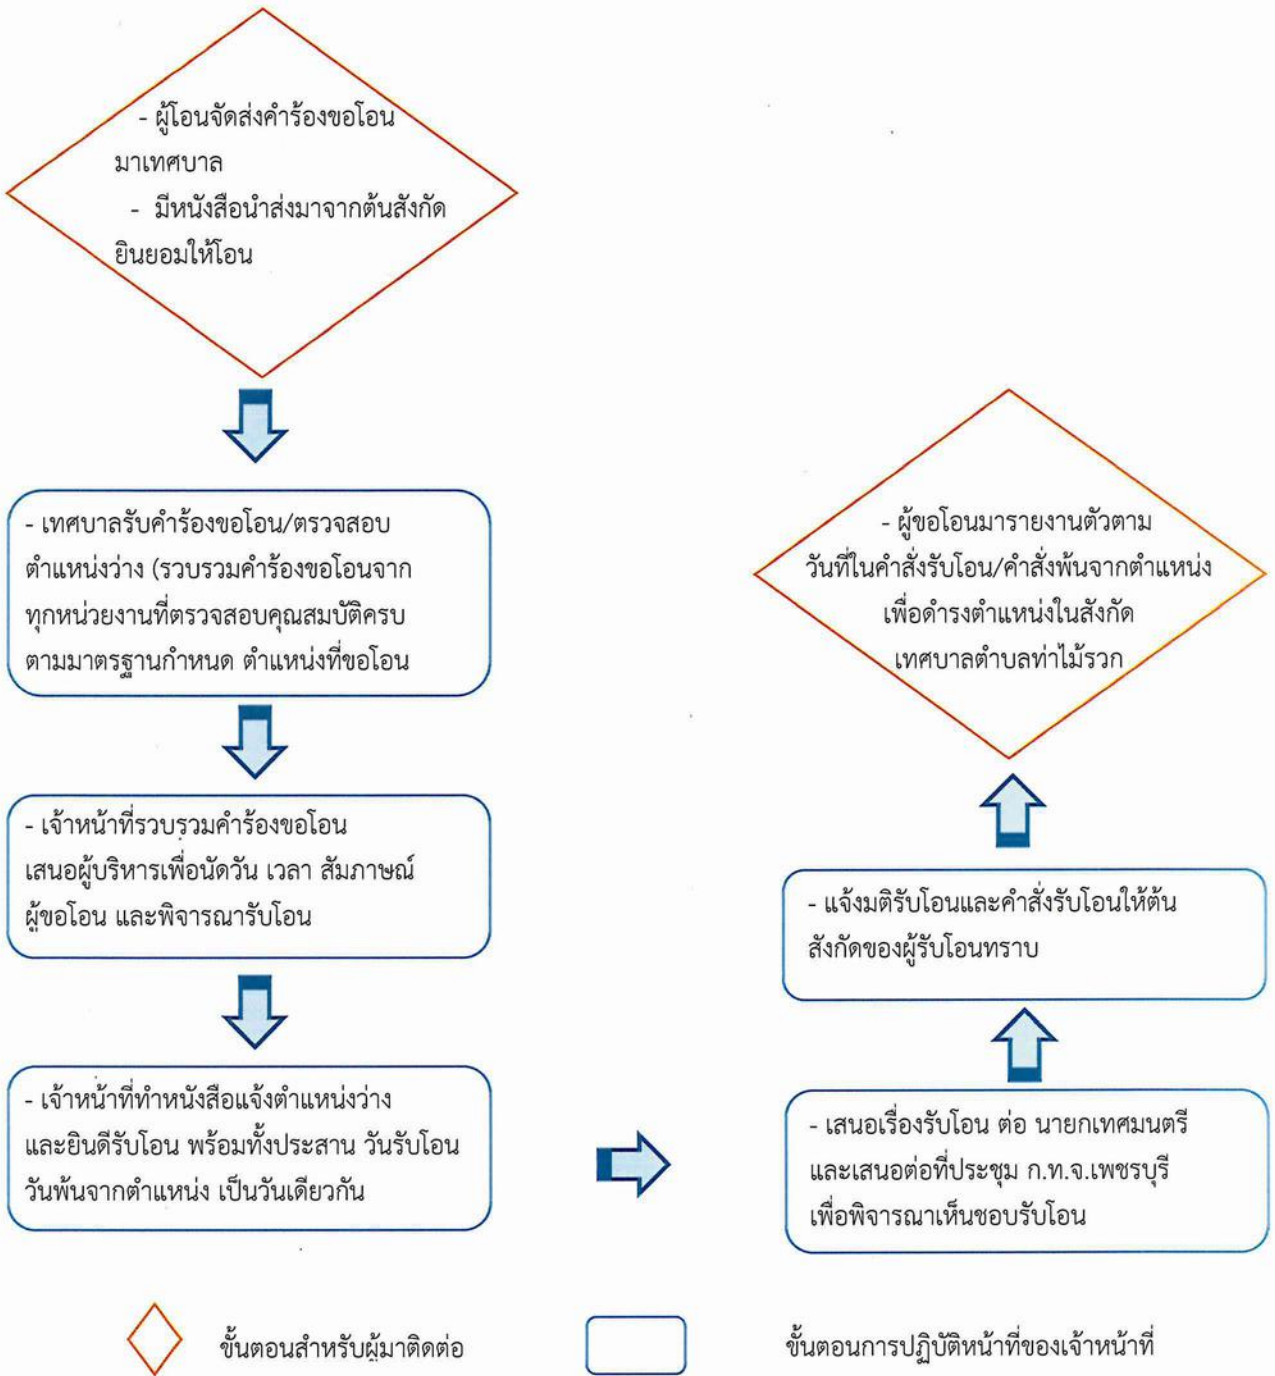 - ผู้โอนจัดส่งคำร้องขอโอน
มาเทศบาล
- มีหนังสือนำส่งมาจากต้นสังกัด
ยินยอมให้โอน
- เทศบาลรับคำร้องขอโอน/ตรวจสอบ
ตำแหน่งว่าง (รวบรวมคำร้องขอโอนจาก
ทุกหน่วยงานที่ตรวจสอบคุณสมบัติครบ
ตามมาตรฐานกำหนด ตำแหน่งที่ขอโอน
- เจ้าหน้าที่รวบรวมคำร้องขอโอน
เสนอผู้บริหารเพื่อนัดวัน เวลา สัมภาษณ์
ผู้ขอโอน และพิจารณารับโอน
- เจ้าหน้าที่ทำหนังสือแจ้งตำแหน่งว่าง
และยินดีรับโอน พร้อมทั้งประสาน วันรับโอน
วันพ้นจากตำแหน่ง เป็นวันเดียวกัน
- เสนอเรื่องรับโอน ต่อ นายกเทศมนตรี
และเสนอต่อที่ประชุม ก.ท.จ.เพชรบุรี
เพื่อพิจารณาเห็นชอบรับโอน
- แจ้งมติรับโอนและคำสั่งรับโอนให้ต้น
สังกัดของผู้รับโอนทราบ
- ผู้ขอโอนมารายงานตัวตาม
วันที่ในคำสั่งรับโอน/คำสั่งพ้นจากตำแหน่ง
เพื่อดำรงตำแหน่งในสังกัด
เทศบาลตำบลท่าไม้รวก
ขั้นตอนสำหรับผู้มาติดต่อ
ขั้นตอนการปฏิบัติหน้าที่ของเจ้าหน้าที่